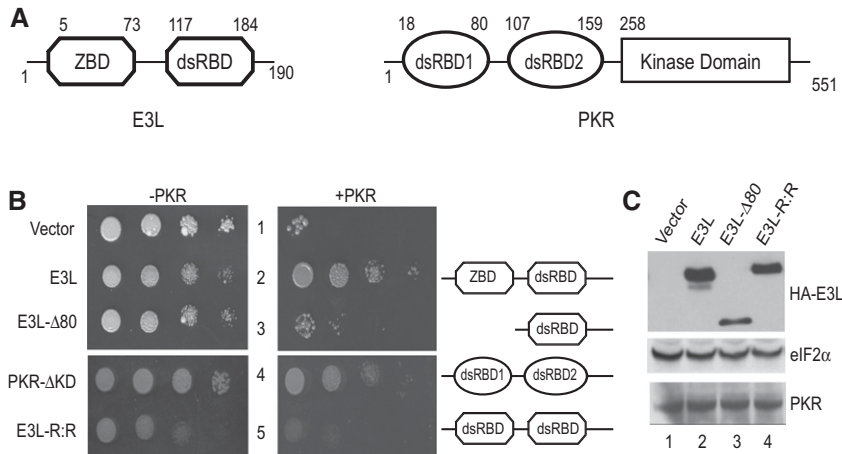 A
5 73 117 184
ZBD dsRBD
1 190
E3L
18 80 107 159 258
dsRBD1 dsRBD2 Kinase Domain
1 551
PKR
B
-PKR +PKR
Vector 1
E3L 2 ZBD dsRBD
E3L-Δ80 3 dsRBD
PKR-ΔKD 4 dsRBD1 dsRBD2
E3L-R:R 5 dsRBD dsRBD
C
Vector E3L E3L-Δ80 E3L-R:R
HA-E3L
eIF2α
PKR
1 2 3 4